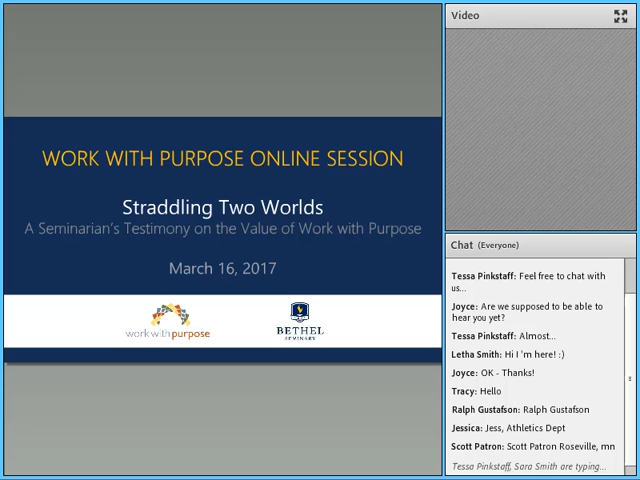 WORK WITH PURPOSE ONLINE SESSION
Straddling Two Worlds
A Seminarian's Testimony on the Value of Work with Purpose
March 16, 2017
work with purpose
BETHEL
SEMINARY
Video
Chat (Everyone)
Tessa Pinkstaff: Feel free to chat with
us...
Joyce: Are we supposed to be able to
hear you yet?
Tessa Pinkstaff: Almost...
Letha Smith: Hi I 'm here! :)
Joyce: OK - Thanks!
Tracy: Hello
Ralph Gustafson: Ralph Gustafson
Jessica: Jess, Athletics Dept
Scott Patron: Scott Patron Roseville, mn
Tessa Pinkstaff, Sara Smith are typing...